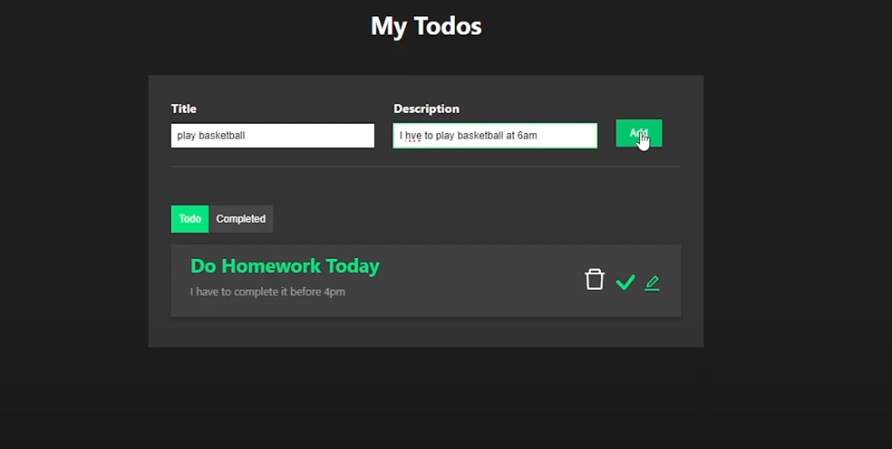 My Todos
Title
Description
play basketball
I hve to play basketball at 6am
Add
Todo
Completed
Do Homework Today
I have to complete it before 4pm